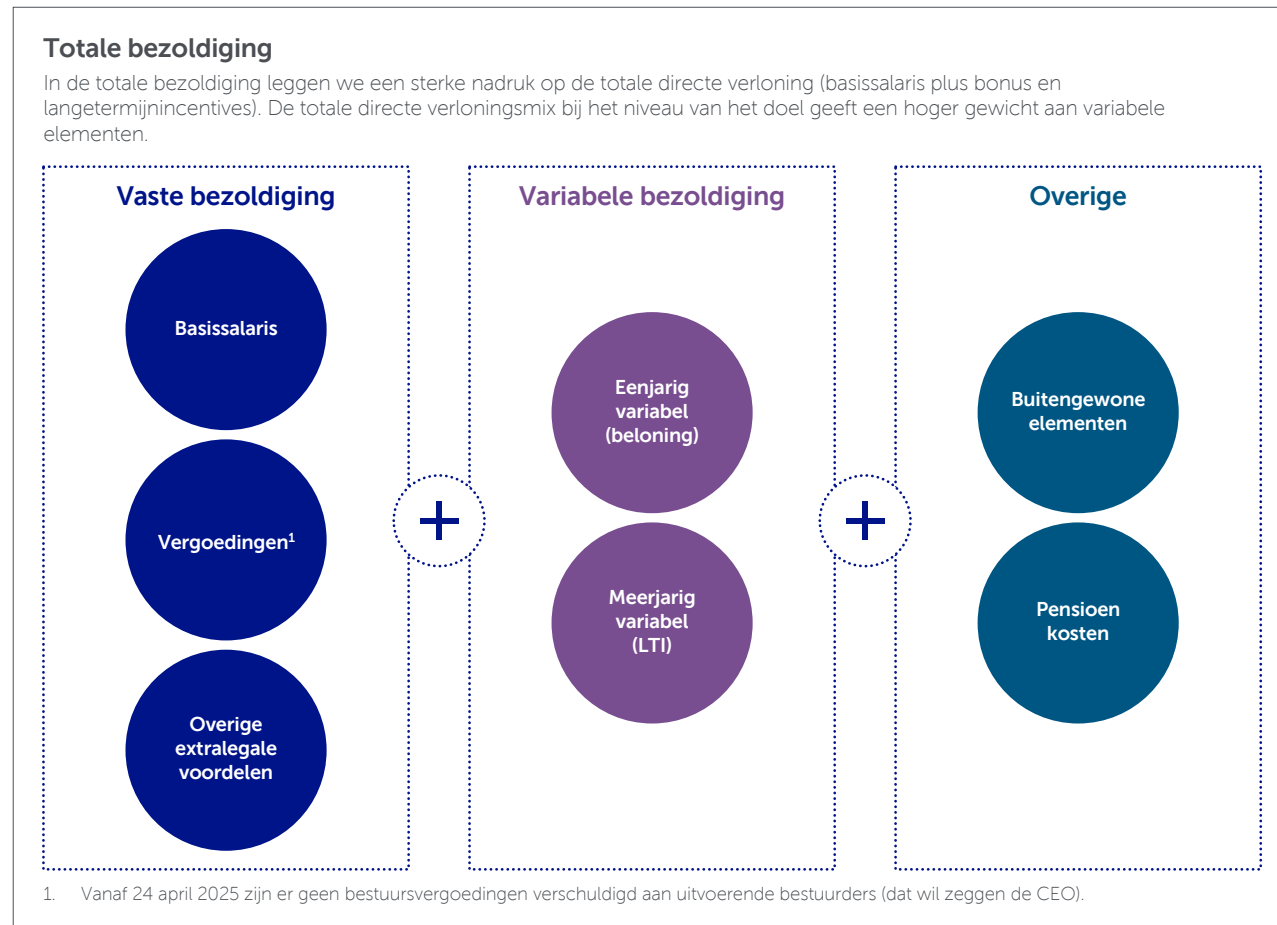 Totale bezoldiging
In de totale bezoldiging leggen we een sterke nadruk op de totale directe verloning (basissalaris plus bonus en
langetermijnincentives). De totale directe verloningsmix bij het niveau van het doel geeft een hoger gewicht aan variabele
elementen.
Vaste bezoldiging
Basissalaris
Vergoedingen¹
Overige
extralegale
voordelen
+
Variabele bezoldiging
Eenjarig
variabel
(beloning)
Meerjarig
variabel
(LTI)
+
Overige
Buitengewone
elementen
Pensioen
kosten
1. Vanaf 24 april 2025 zijn er geen bestuursvergoedingen verschuldigd aan uitvoerende bestuurders (dat wil zeggen de CEO).